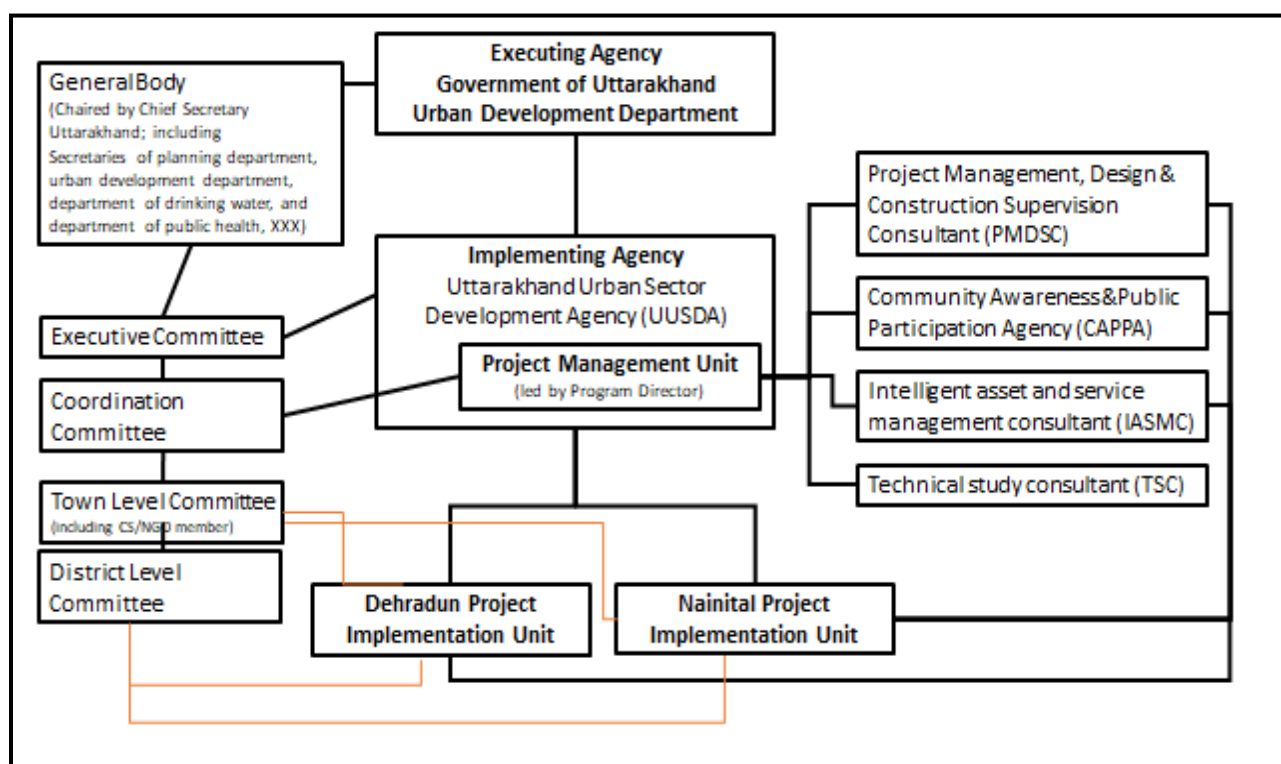 Executing Agency
Government of Uttarakhand
Urban Development Department
General Body
(Chaired by Chief Secretary
Uttarakhand; including
Secretaries of planning department,
urban development department,
department of drinking water, and
department of public health, XXX)
Project Management, Design &
Construction Supervision
Consultant (PMDSC)
Implementing Agency
Uttarakhand Urban Sector
Development Agency (UUSDA)
Community Awareness&Public
Participation Agency (CAPPA)
Executive Committee
Project Management Unit
(led by Program Director)
Intelligent asset and service
management consultant (IASMC)
Coordination
Committee
Technical study consultant (TSC)
Town Level Committee
(including CS/NGO member)
District Level
Committee
Dehradun Project
Implementation Unit
Nainital Project
Implementation Unit